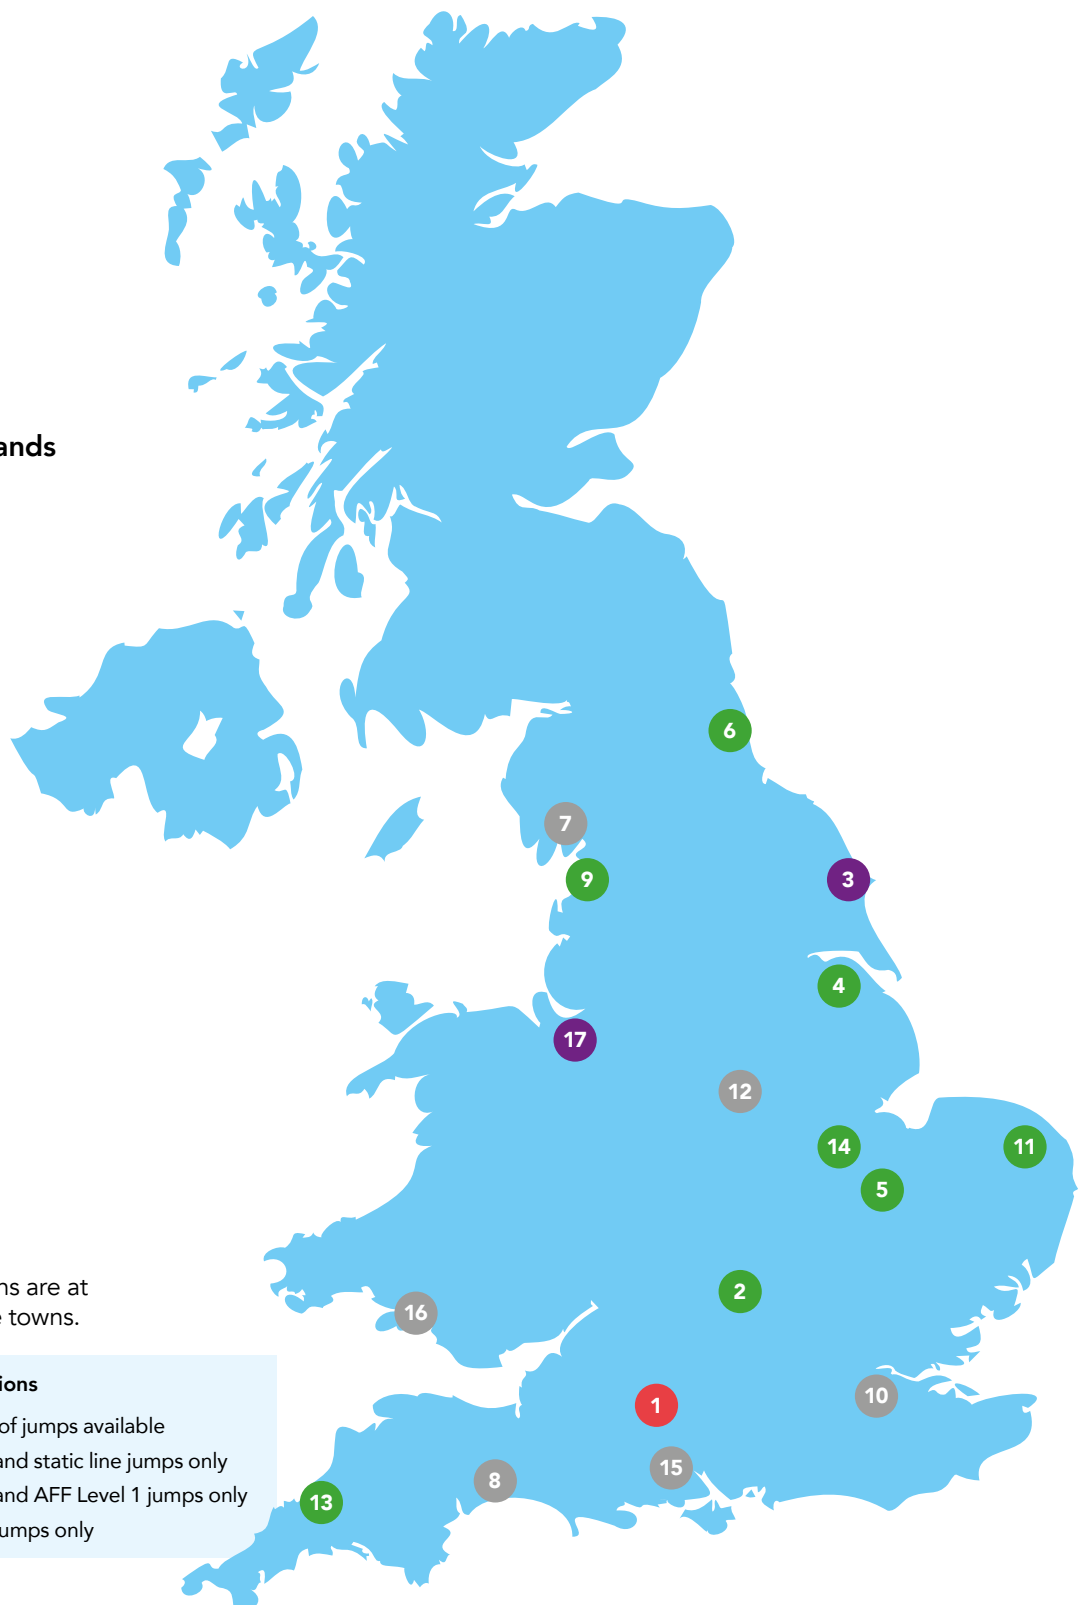 ands
6
7
9
3
4
17
12
14
11
5
ns are at
2
e towns.
16
ions
10
1
of jumps available
and static line jumps only
15
8
and AFF Level 1 jumps only
13
umps only